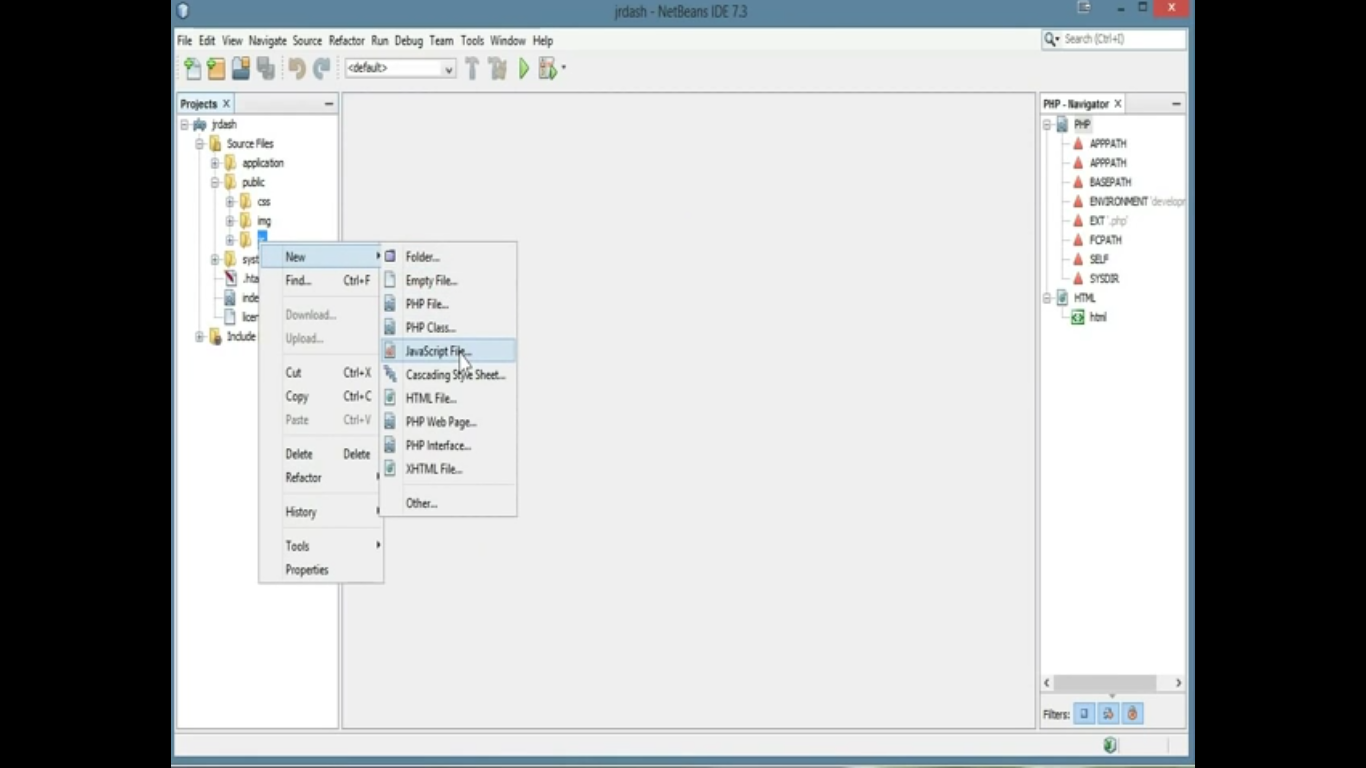 jrdash - NetBeans IDE 7.3
File Edit View Navigate Source Refactor Run Debug Team Tools Window Help
Search (Ctrl+I)
<default>
Projects X
jrdash
Source Files
application
public
css
img
syst
.hta
inde
licen
Include
New
Find... Ctrl+F
Download...
Upload...
Cut Ctrl+X
Copy Ctrl+C
Paste Ctrl+V
Delete Delete
Refactor
History
Tools
Properties
Folder...
Empty File...
PHP File...
PHP Class...
JavaScript File...
Cascading Style Sheet...
HTML File...
PHP Web Page...
PHP Interface...
XHTML File...
Other...
PHP - Navigator X
PHP
APPPATH
APPPATH
BASEPATH
ENVIRONMENT 'developm
EXT '.php'
FCPATH
SELF
SYSDIR
HTML
html
Filters: